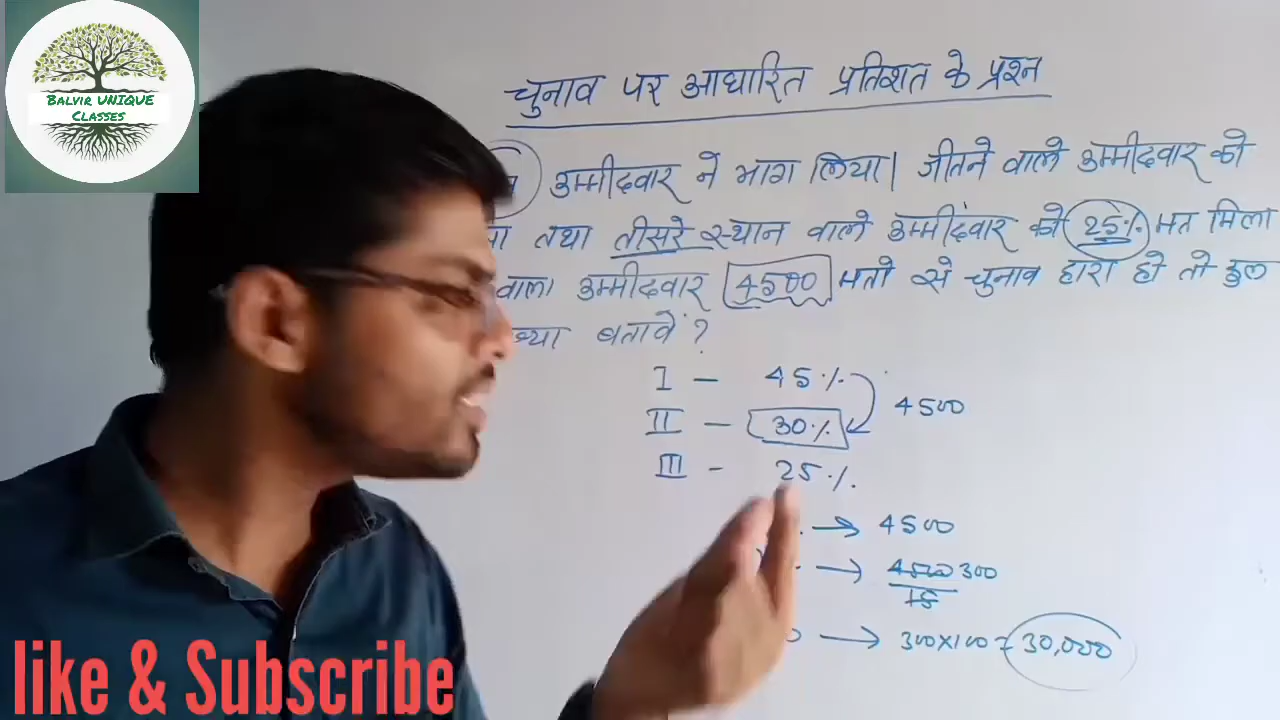 BALVIR UNIQUE
CLASSES
चुनाव पर आधारित प्रतिशत के प्रश्न
उम्मीदवार ने भाग लिया। जीतने वाले उम्मीदवार को
तथा तीसरे स्थान वाले उम्मीदवार को 25% मत मिला
वाला उम्मीदवार 4500 मतो से चुनाव हारा हो तो कुल
बतावें ?
I – 45%
4500
II – 30%
III – 25%
→ 4500
→ 4500 300
15
→ 300×100 = 30,000
like & Subscribe